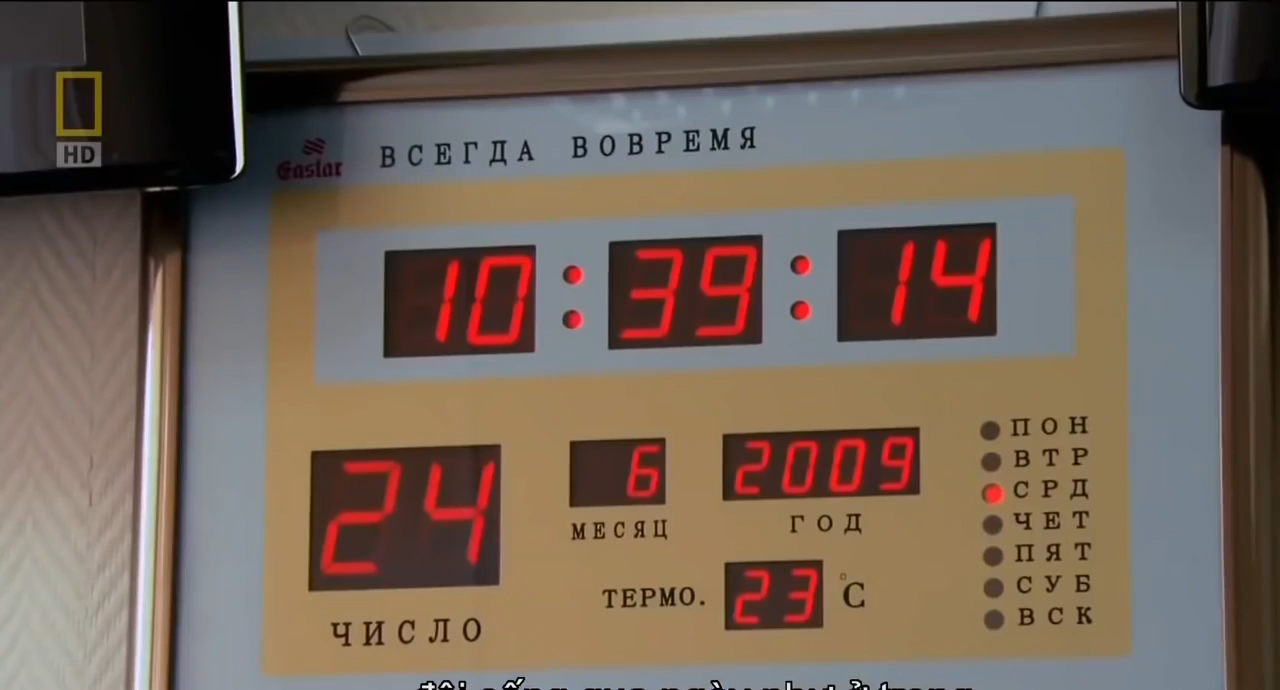 HD
Eastar ВСЕГДА ВОВРЕМЯ
10:39:14
24
6
2009
МЕСЯЦ
ГОД
ЧИСЛО
ТЕРМО. 23 °C
ПОН
ВТР
СРД
ЧЕТ
ПЯТ
СУБ
ВСК